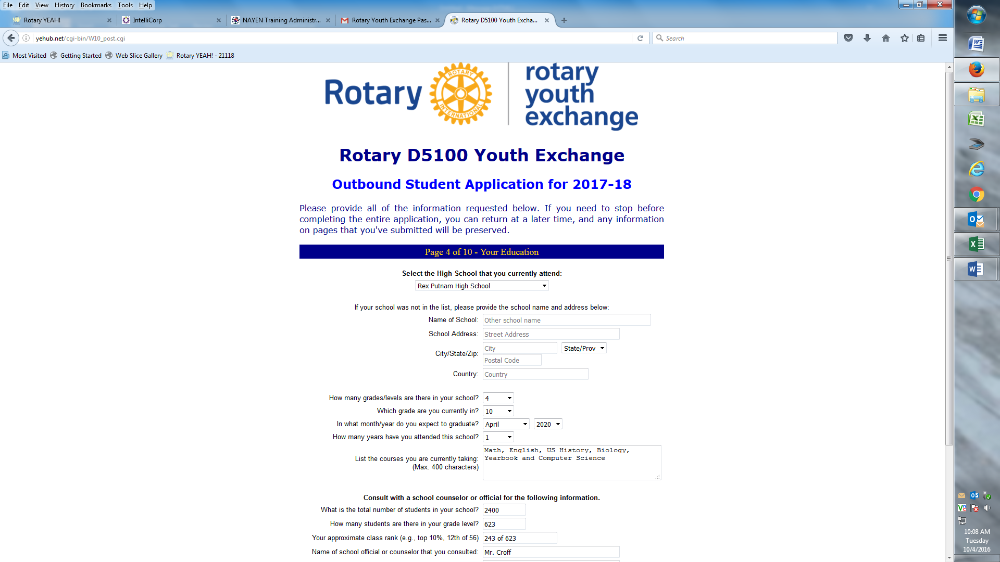 File Edit View History Bookmarks Tools Help
Rotary YEAH! IntelliCorp NAYEN Training Administr... Rotary Youth Exchange Pas... Rotary D5100 Youth Excha...
yehub.net/cgi-bin/W10_post.cgi Search
Most Visited Getting Started Web Slice Gallery Rotary YEAH! - 21118
Rotary
ROTARY
INTERNATIONAL
rotary
youth
exchange
Rotary D5100 Youth Exchange
Outbound Student Application for 2017-18
Please provide all of the information requested below. If you need to stop before
completing the entire application, you can return at a later time, and any information
on pages that you've submitted will be preserved.
Page 4 of 10 - Your Education
Select the High School that you currently attend:
Rex Putnam High School
If your school was not in the list, please provide the school name and address below:
Name of School: Other school name
School Address: Street Address
City/State/Zip: City State/Prov
Postal Code
Country: Country
How many grades/levels are there in your school? 4
Which grade are you currently in? 10
In what month/year do you expect to graduate? April 2020
How many years have you attended this school? 1
List the courses you are currently taking:
(Max. 400 characters)
Math, English, US History, Biology,
Yearbook and Computer Science
Consult with a school counselor or official for the following information.
What is the total number of students in your school? 2400
How many students are there in your grade level? 623
Your approximate class rank (e.g., top 10%, 12th of 56) 243 of 623
Name of school official or counselor that you consulted: Mr. Croff
10:08 AM
Tuesday
10/4/2016